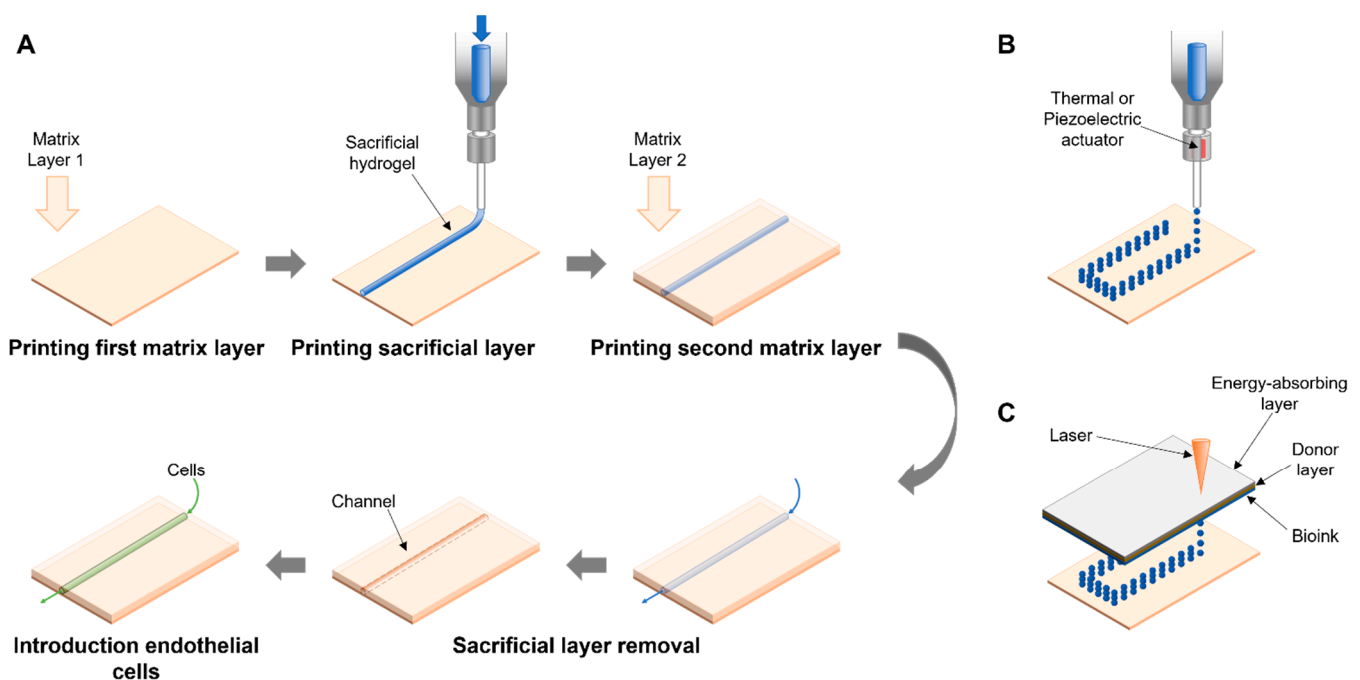 A
Matrix
Layer 1
Sacrificial
hydrogel
Matrix
Layer 2
Printing first matrix layer
Printing sacrificial layer
Printing second matrix layer
Cells
Channel
Introduction endothelial
cells
Sacrificial layer removal
B
Thermal or
Piezoelectric
actuator
C
Energy-absorbing
layer
Laser
Donor
layer
Bioink